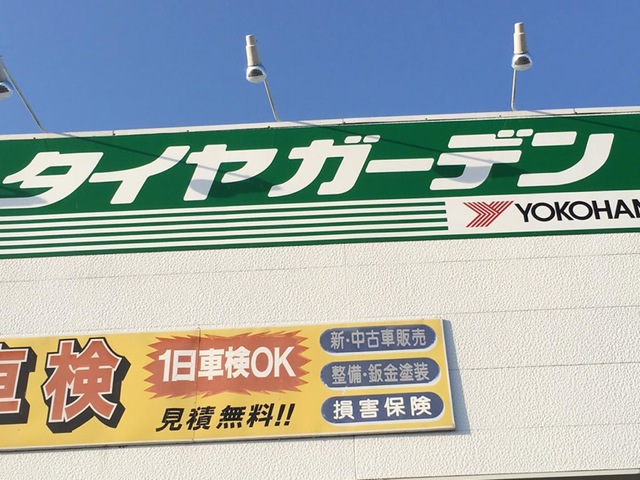 タイヤガーデン
YOKOHAM
車検
1日車検OK
見積無料!!
新・中古車販売
整備・鈑金塗装
損害保険